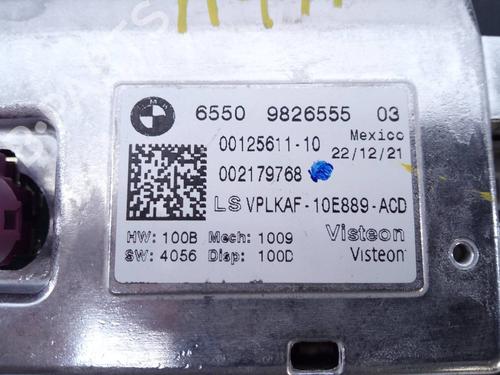 BMW
6550 9826555 03
00125611-10
Mexico
22/12/21
002179768
LS VPLKAF-10E889-ACD
HW: 100B Mech: 1009 Visteon
SW: 4056 Disp: 100D Visteon